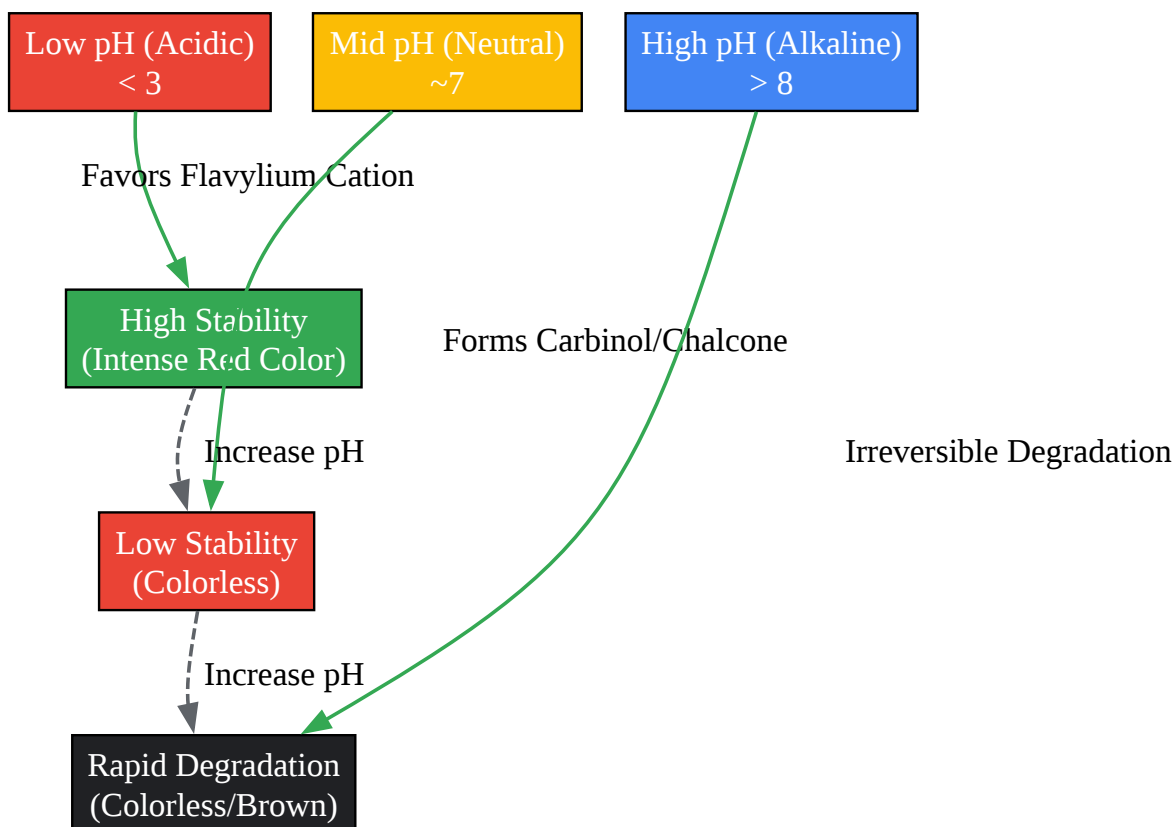 Low pH (Acidic)
< 3
Mid pH (Neutral)
~7
High pH (Alkaline)
> 8
Favors Flavylium Cation
High Stability
(Intense Red Color)
Forms Carbinol/Chalcone
Increase pH
Irreversible Degradation
Low Stability
(Colorless)
Increase pH
Rapid Degradation
(Colorless/Brown)